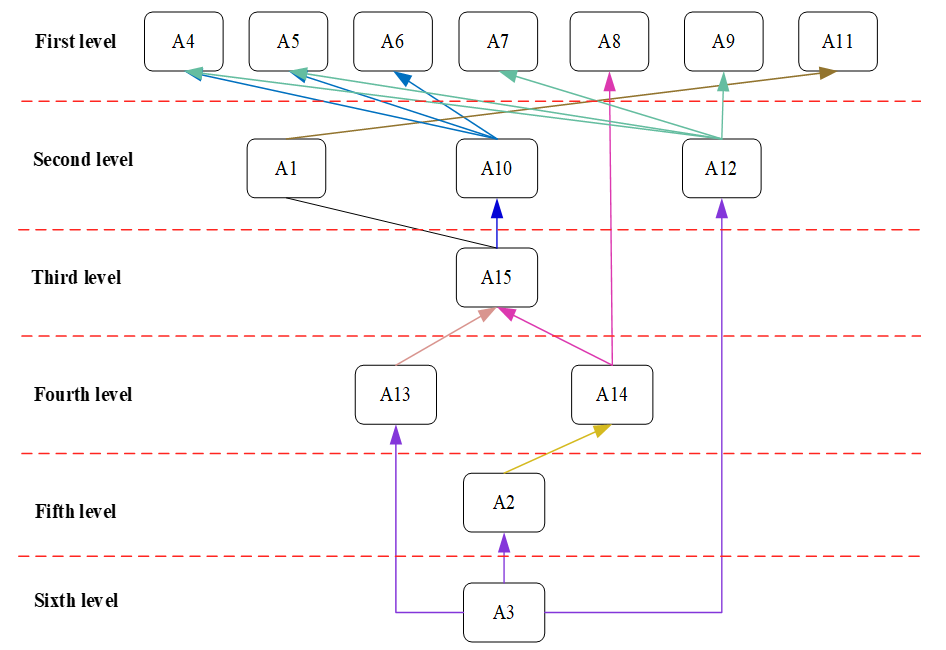 First level A4 A5 A6 A7 A8 A9 A11
Second level A1 A10 A12
Third level A15
Fourth level A13 A14
Fifth level A2
Sixth level A3